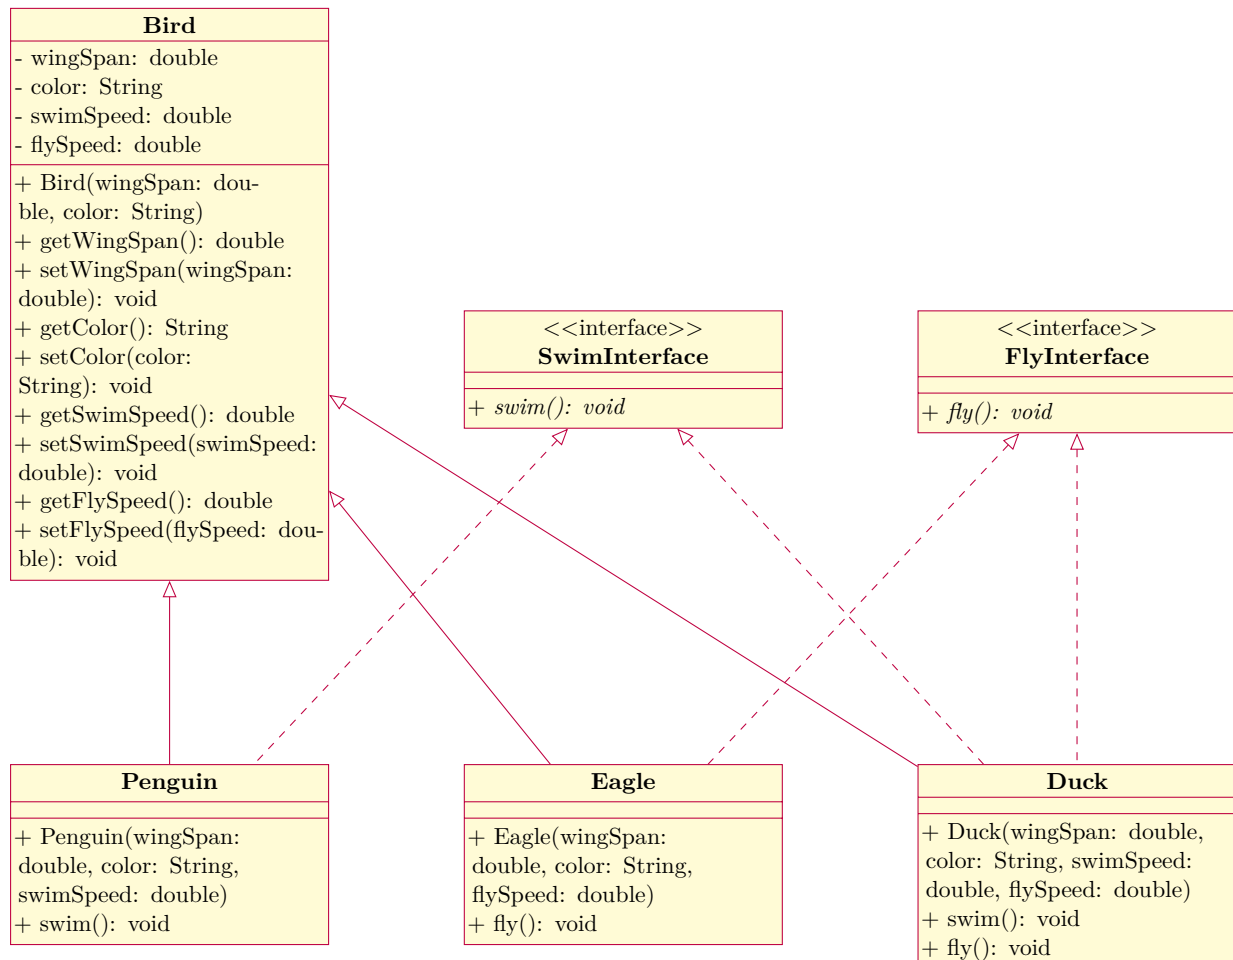 Bird
- wingSpan: double
- color: String
- swimSpeed: double
- flySpeed: double
+ Bird(wingSpan: dou-
ble, color: String)
+ getWingSpan(): double
+ setWingSpan(wingSpan:
double): void
+ getColor(): String
+ setColor(color:
String): void
+ getSwimSpeed(): double
+ setSwimSpeed(swimSpeed:
double): void
+ getFlySpeed(): double
+ setFlySpeed(flySpeed: dou-
ble): void
<<interface>>
SwimInterface
+ swim(): void
<<interface>>
FlyInterface
+ fly(): void
Penguin
+ Penguin(wingSpan:
double, color: String,
swimSpeed: double)
+ swim(): void
Eagle
+ Eagle(wingSpan:
double, color: String,
flySpeed: double)
+ fly(): void
Duck
+ Duck(wingSpan: double,
color: String, swimSpeed:
double, flySpeed: double)
+ swim(): void
+ fly(): void